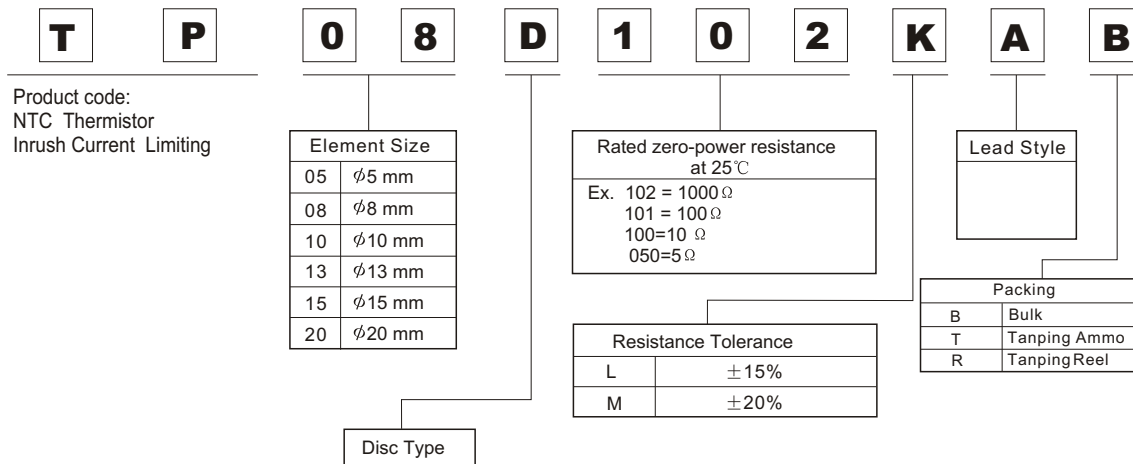 T P 0 8 D 1 0 2 K A B
Product code:
NTC Thermistor
Inrush Current Limiting
Element Size
05 ϕ5 mm
08 ϕ8 mm
10 ϕ10 mm
13 ϕ13 mm
15 ϕ15 mm
20 ϕ20 mm
Disc Type
Rated zero-power resistance
at 25℃
Ex. 102 = 1000Ω
101 = 100Ω
100=10 Ω
050=5Ω
Resistance Tolerance
L ±15%
M ±20%
Lead Style
Packing
B Bulk
T Tanping Ammo
R Tanping Reel